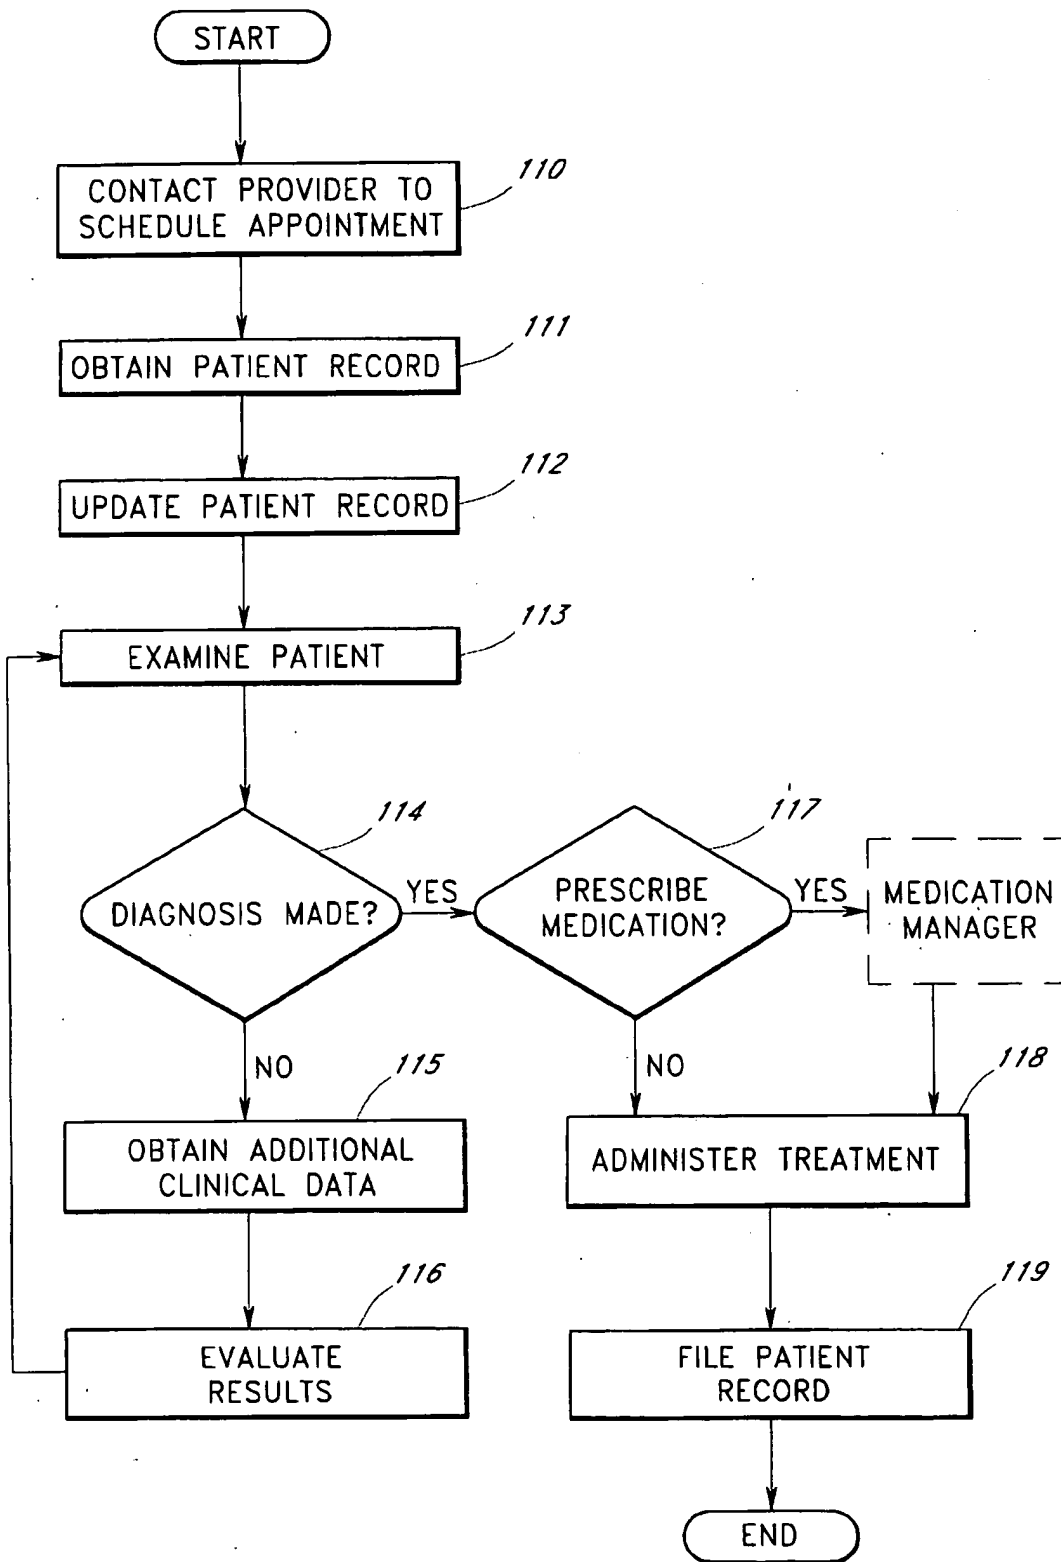 START
110
CONTACT PROVIDER TO
SCHEDULE APPOINTMENT
111
OBTAIN PATIENT RECORD
112
UPDATE PATIENT RECORD
113
EXAMINE PATIENT
114
DIAGNOSIS MADE?
YES
117
PRESCRIBE
MEDICATION?
YES
MEDICATION
MANAGER
NO
115
OBTAIN ADDITIONAL
CLINICAL DATA
NO
118
ADMINISTER TREATMENT
116
EVALUATE
RESULTS
119
FILE PATIENT
RECORD
END